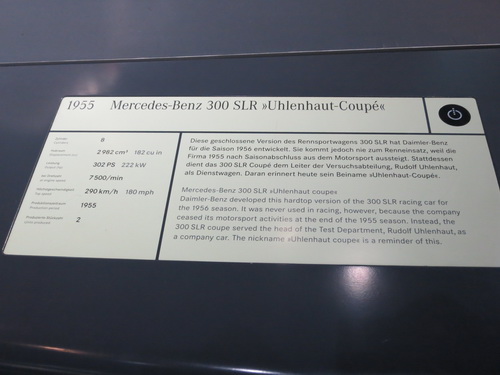 1955 Mercedes-Benz 300 SLR »Uhlenhaut-Coupé«
8
2 982 cm³ 182 cu in
302 PS 222 kW
7 500/min
290 km/h 180 mph
1955
2
Diese geschlossene Version des Rennsportwagens 300 SLR hat Daimler-Benz
für die Saison 1956 entwickelt. Sie kommt jedoch nie zum Renneinsatz, weil die
Firma 1955 nach Saisonabschluss aus dem Motorsport aussteigt. Stattdessen
dient das 300 SLR Coupé dem Leiter der Versuchsabteilung, Rudolf Uhlenhaut,
als Dienstwagen. Daran erinnert heute sein Beiname »Uhlenhaut-Coupé«.
Mercedes-Benz 300 SLR »Uhlenhaut coupe«
Daimler-Benz developed this hardtop version of the 300 SLR racing car for
the 1956 season. It was never used in racing, however, because the company
ceased its motorsport activities at the end of the 1955 season. Instead, the
300 SLR coupe served the head of the Test Department, Rudolf Uhlenhaut, as
a company car. The nickname »Uhlenhaut coupe« is a reminder of this.